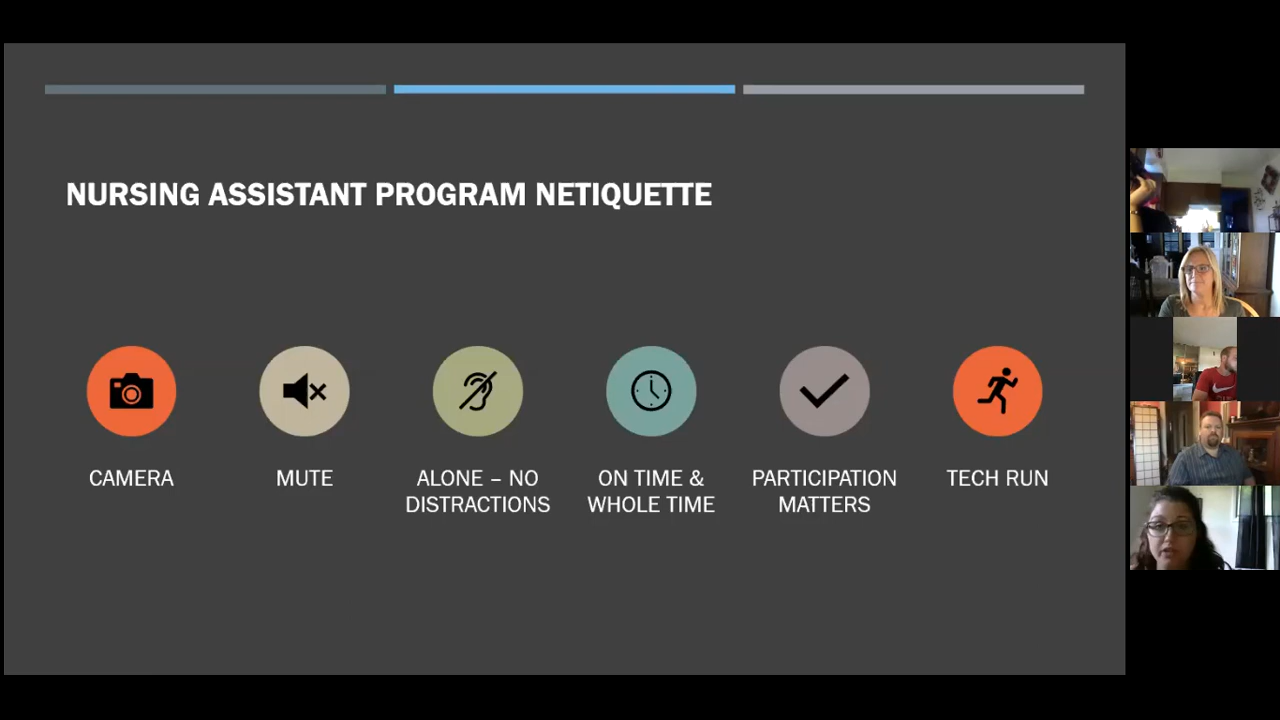 NURSING ASSISTANT PROGRAM NETIQUETTE
CAMERA
MUTE
ALONE – NO
DISTRACTIONS
ON TIME &
WHOLE TIME
PARTICIPATION
MATTERS
TECH RUN